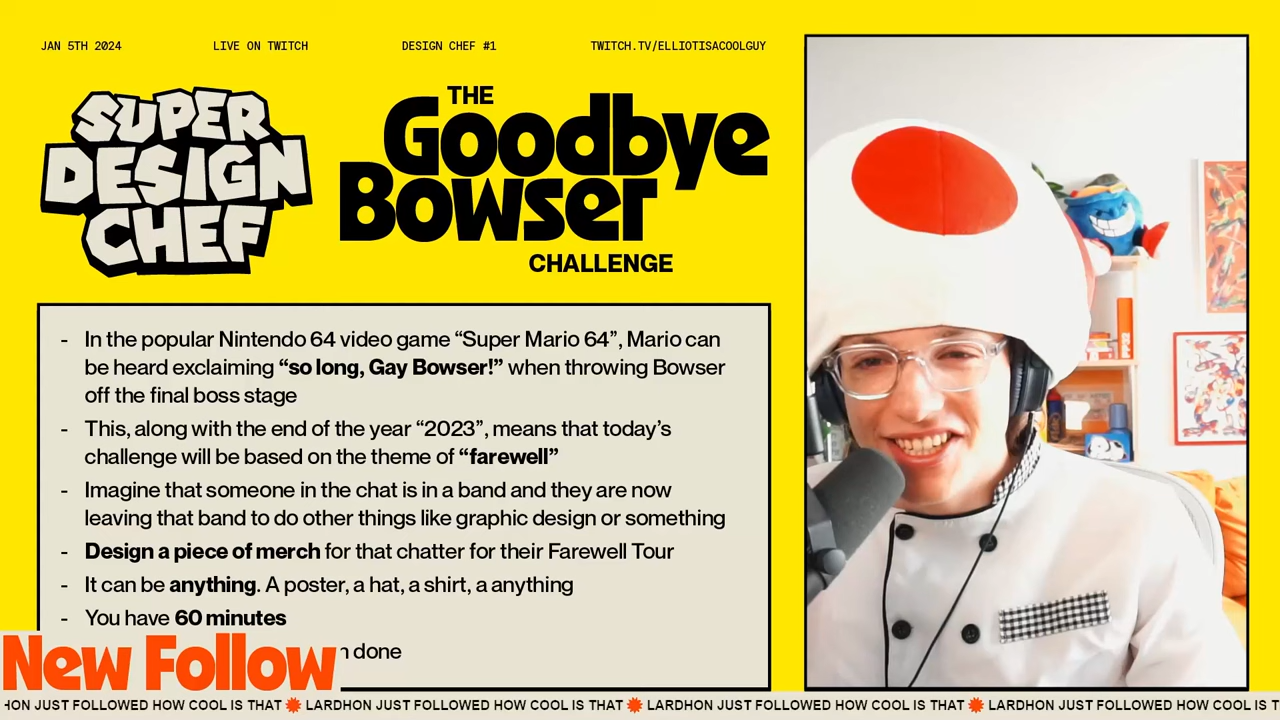 JAN 5TH 2024
LIVE ON TWITCH
DESIGN CHEF #1
TWITCH.TV/ELLIOTISACOOLGUY
SUPER
DESIGN
CHEF
THE
Goodbye
Bowser
CHALLENGE
- In the popular Nintendo 64 video game “Super Mario 64”, Mario can
be heard exclaiming “so long, Gay Bowser!” when throwing Bowser
off the final boss stage
- This, along with the end of the year “2023”, means that today’s
challenge will be based on the theme of “farewell”
- Imagine that someone in the chat is in a band and they are now
leaving that band to do other things like graphic design or something
- Design a piece of merch for that chatter for their Farewell Tour
- It can be anything. A poster, a hat, a shirt, a anything
- You have 60 minutes
done
New Follow
JUST FOLLOWED HOW COOL IS THAT LARDHON JUST FOLLOWED HOW COOL IS THAT LARDHON JUST FOLLOWED HOW COOL IS THAT LARDHON JUST FOLLOWED HOW COOL IS